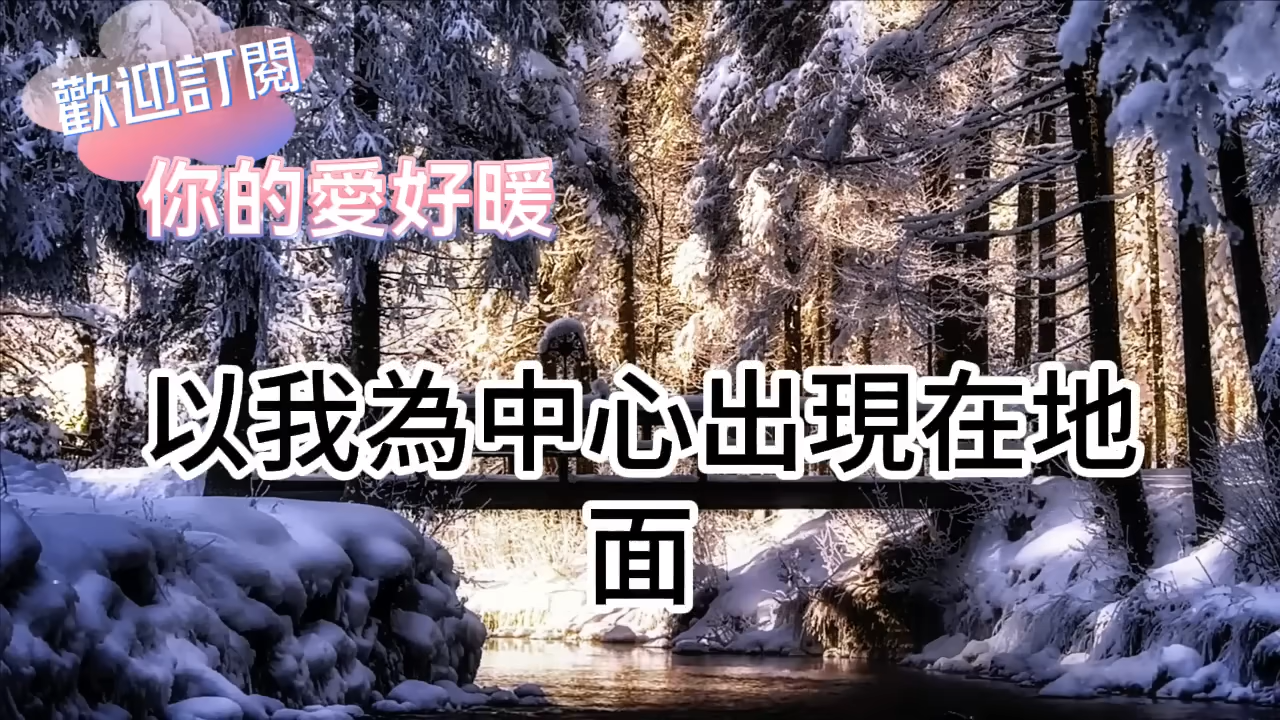 歡迎訂閱
你的愛好暖
以我為中心出現在地
面